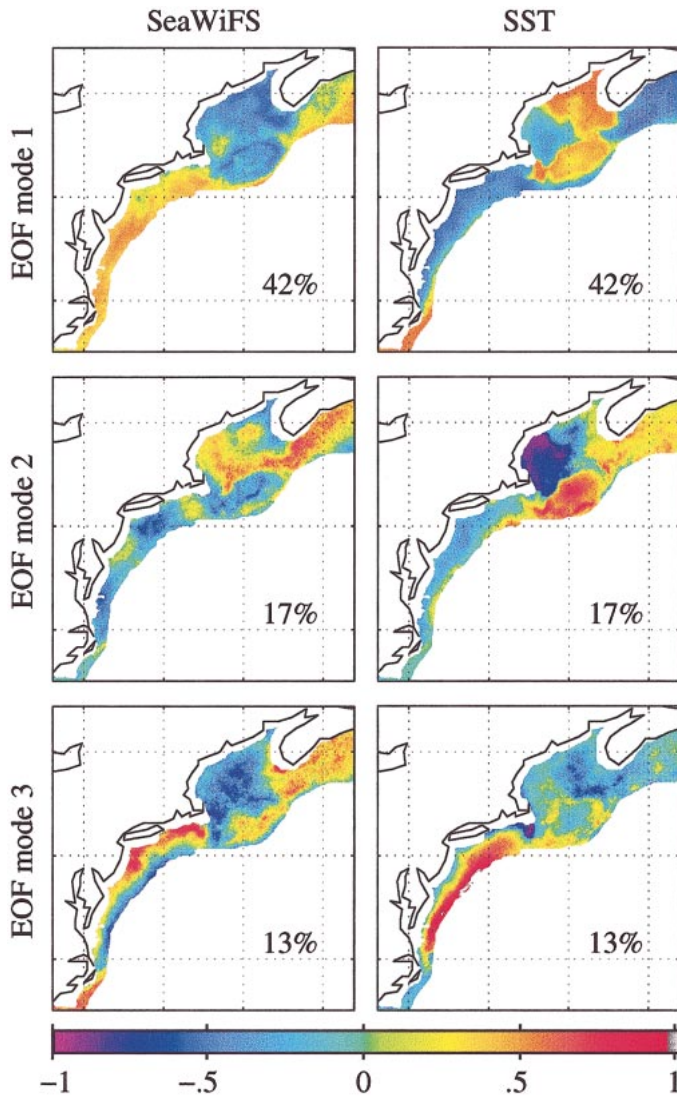 SeaWiFS SST
EOF mode 1
42% 42%
EOF mode 2
17% 17%
EOF mode 3
13% 13%
-1 -.5 0 .5 1